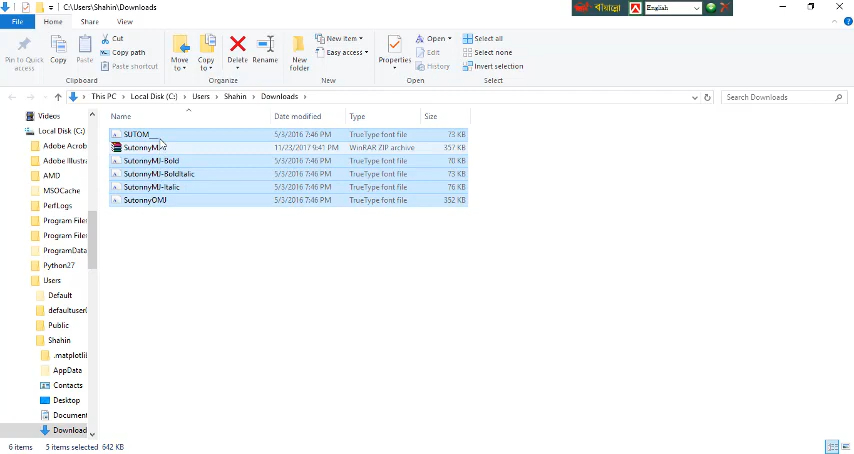 C:\Users\Shahin\Downloads
বায়ান্নো
English
File
Home
Share
View
Pin to Quick access
Copy
Paste
Cut
Copy path
Paste shortcut
Clipboard
Move to
Copy to
Delete
Rename
Organize
New folder
New item
Easy access
New
Properties
Open
Edit
History
Open
Select all
Select none
Invert selection
Select
This PC > Local Disk (C:) > Users > Shahin > Downloads
Search Downloads
Name Date modified Type Size
SUTOM__ 5/3/2016 7:46 PM TrueType font file 73 KB
SutonnyMJ 11/23/2017 9:41 PM WinRAR ZIP archive 357 KB
SutonnyMJ-Bold 5/3/2016 7:46 PM TrueType font file 70 KB
SutonnyMJ-BoldItalic 5/3/2016 7:46 PM TrueType font file 73 KB
SutonnyMJ-Italic 5/3/2016 7:46 PM TrueType font file 76 KB
SutonnyOMJ 5/3/2016 7:46 PM TrueType font file 352 KB
Videos
Local Disk (C:)
Adobe Acrob
Adobe Illustra
AMD
MSOCache
PerfLogs
Program Files
Program Files
ProgramData
Python27
Users
Default
defaultuser0
Public
Shahin
.matplotlib
AppData
Contacts
Desktop
Document
Download
6 items 5 items selected 642 KB